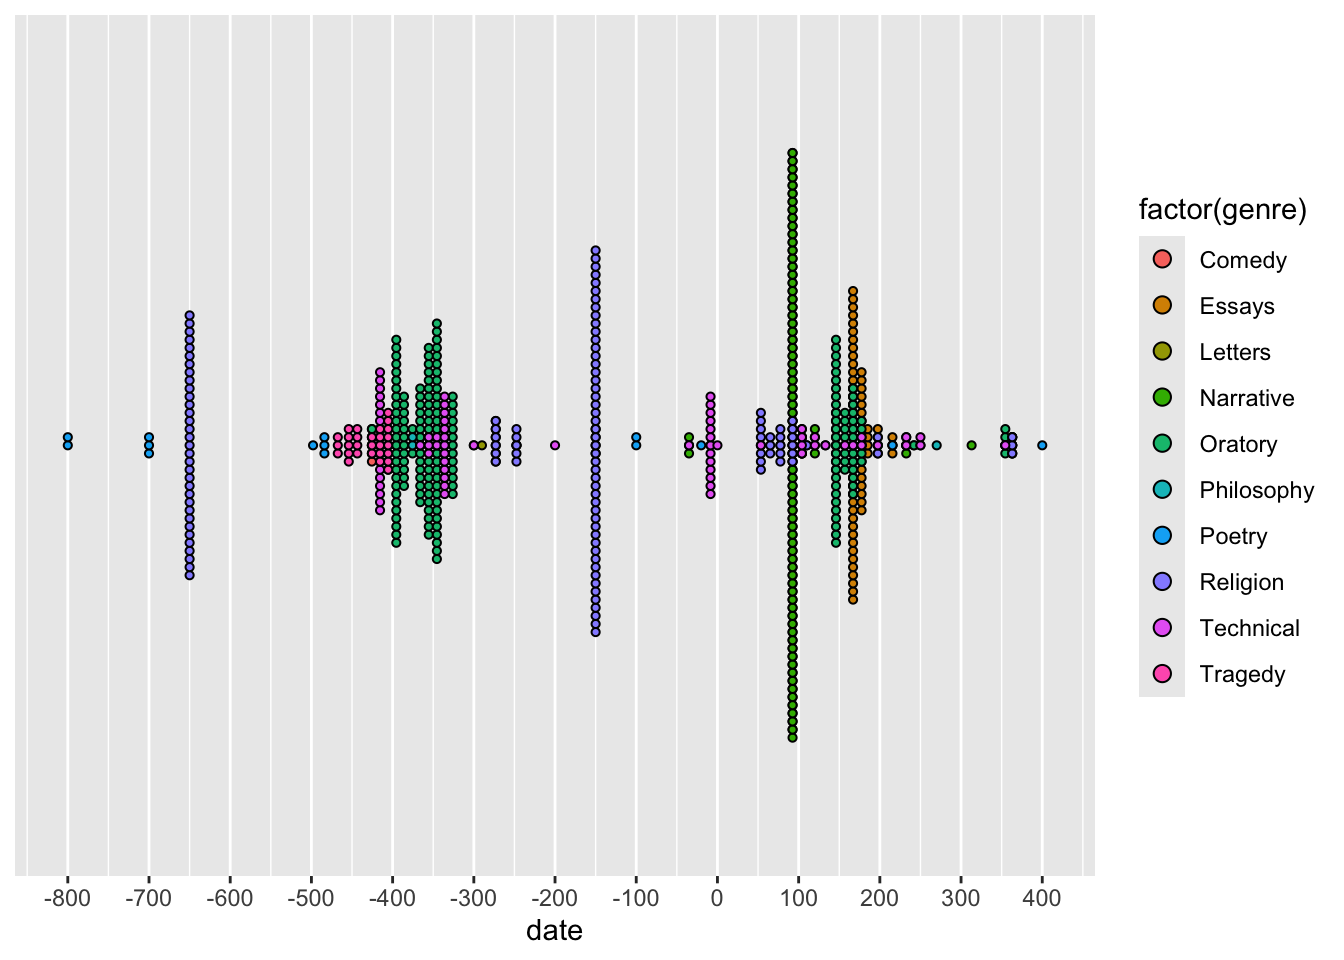 factor(genre)
Comedy
Essays
Letters
Narrative
Oratory
Philosophy
Poetry
Religion
Technical
Tragedy
-800 -700 -600 -500 -400 -300 -200 -100 0 100 200 300 400
date